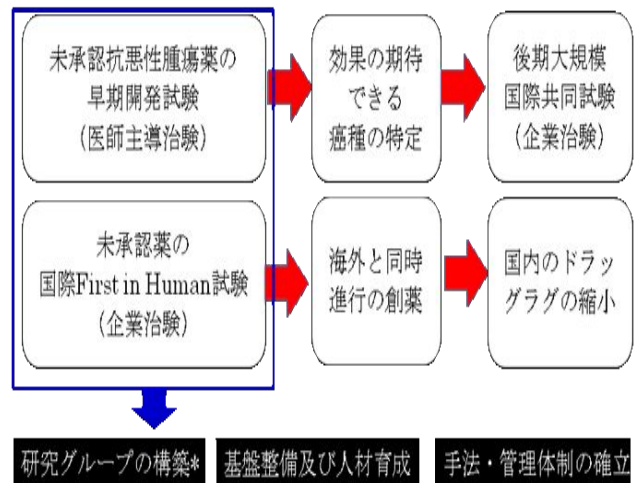 未承認抗悪性腫瘍薬の
早期開発試験
（医師主導治験）
効果の期待
できる
癌種の特定
後期大規模
国際共同試験
（企業治験）
未承認薬の
国際First in Human試験
（企業治験）
海外と同時
進行の創薬
国内のドラッ
グラグの縮小
研究グループの構築*
基盤整備及び人材育成
手法・管理体制の確立